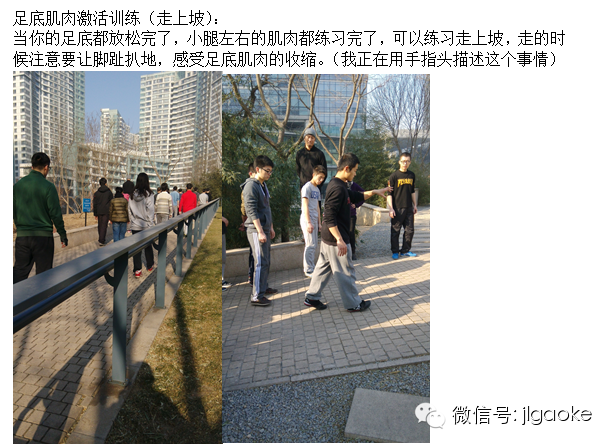 足底肌肉激活训练（走上坡）：
当你的足底都放松完了，小腿左右的肌肉都练习完了，可以练习走上坡，走的时
候注意要让脚趾扒地，感受足底肌肉的收缩。（我正在用手指头描述这个事情）
微信号: jlgaoke